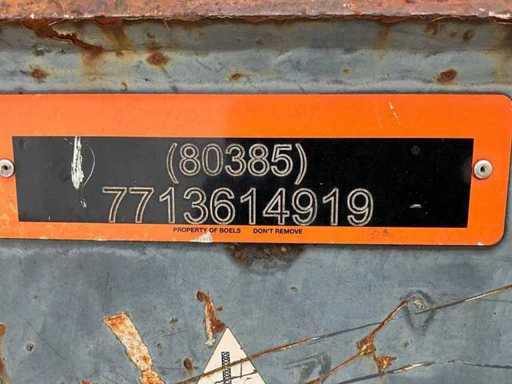 (80385)
7713614919
PROPERTY OF BOELS DON'T REMOVE